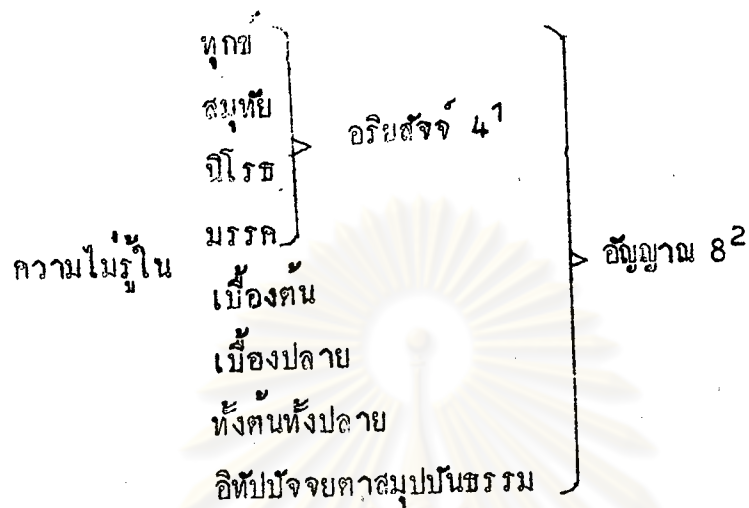 ทุกข์
สมุทัย
อริยสัจจ์ 4¹
นิโรธ
มรรค
ความไม่รู้ใน
อัญญาณ 8²
เบื้องต้น
เบื้องปลาย
ทั้งต้นทั้งปลาย
อิทัปปัจจยตาสมุปปันธรรม